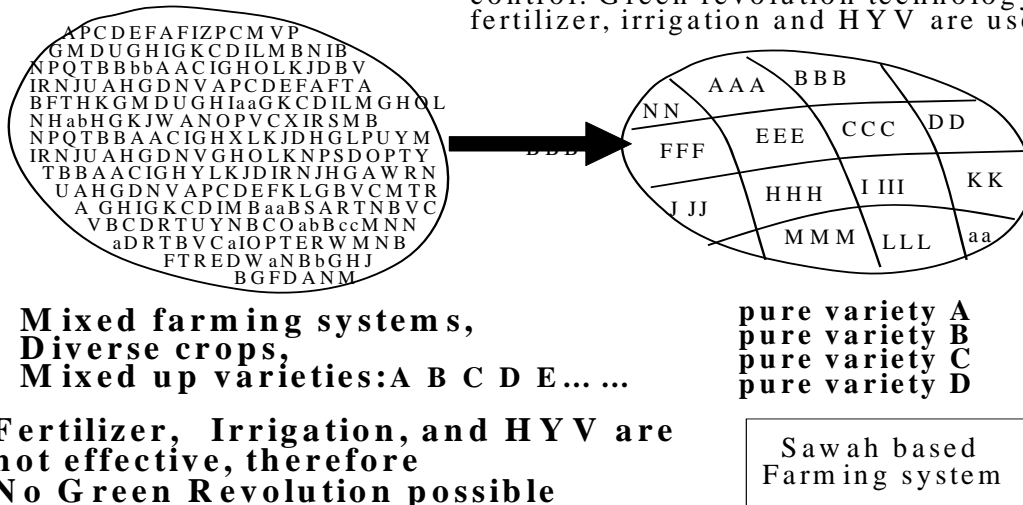 control. Green revolution technology
fertilizer, irrigation and HYV are use
APCDEFAFIZPCMVP
GMDUGHIGKCDILMBNIB
NPQTBBbbAACIGHOLKJDBV
IRNJUAHGDNVAPCDEFAFTA
BFTHKGMDUGHIaaGKCDILMGHOL
NHabHGKJWANOPVCXIRSMB
NPQTBBAACIGHXLKJDHGLPUYM
IRNJUAHGDNVGHOLKNPSDOPTY
TBBAACIGHYLKJDIRNJHGAWRN
UAHGDNVAPCDEFKLGBVCMTR
A GHIGKCDIMBaaBSARTNBVC
VBCDRTUYNBCOabBccMNN
aDRTBVCaIOPTERWMNB
FTREDWaNBbGHJ
BGFDANM
AAA
BBB
NN
EEE
CCC
DD
FFF
HHH
I III
KK
J JJ
MMM
LLL
aa
Mixed farming systems,
Diverse crops,
Mixed up varieties:A B C D E... ...
pure variety A
pure variety B
pure variety C
pure variety D
Fertilizer, Irrigation, and HYV are
not effective, therefore
No Green Revolution possible
Sawah based
Farming system